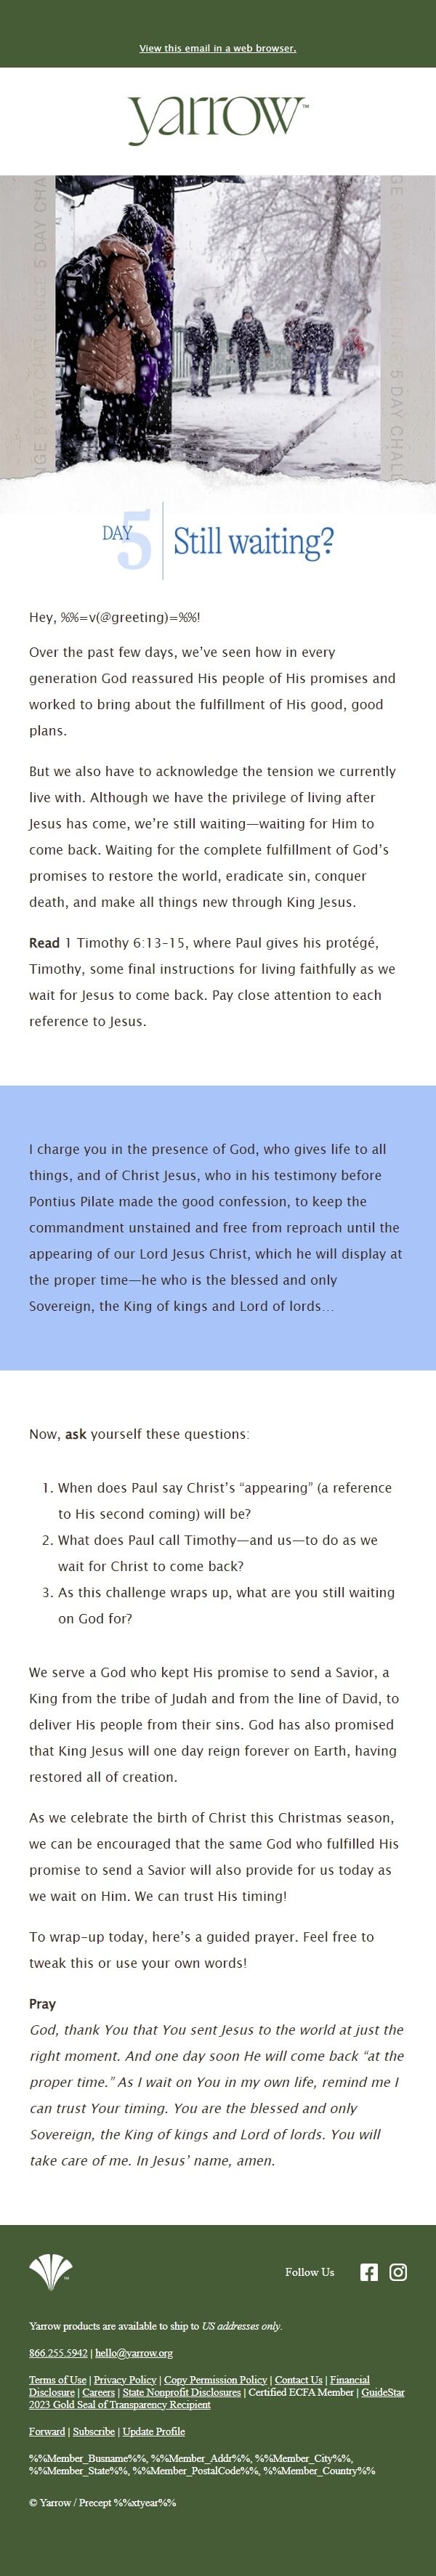 View this email in a web browser.
yarrow™
5 DAY CHA
5 DAY CHALL
DAY
5
Still waiting?
Hey, %%=v(@greeting)=%%!
Over the past few days, we’ve seen how in every
generation God reassured His people of His promises and
worked to bring about the fulfillment of His good, good
plans.
But we also have to acknowledge the tension we currently
live with. Although we have the privilege of living after
Jesus has come, we’re still waiting—waiting for Him to
come back. Waiting for the complete fulfillment of God’s
promises to restore the world, eradicate sin, conquer
death, and make all things new through King Jesus.
Read 1 Timothy 6:13–15, where Paul gives his protégé,
Timothy, some final instructions for living faithfully as we
wait for Jesus to come back. Pay close attention to each
reference to Jesus.
I charge you in the presence of God, who gives life to all
things, and of Christ Jesus, who in his testimony before
Pontius Pilate made the good confession, to keep the
commandment unstained and free from reproach until the
appearing of our Lord Jesus Christ, which he will display at
the proper time—he who is the blessed and only
Sovereign, the King of kings and Lord of lords…
Now, ask yourself these questions:
1. When does Paul say Christ’s “appearing” (a reference
to His second coming) will be?
2. What does Paul call Timothy—and us—to do as we
wait for Christ to come back?
3. As this challenge wraps up, what are you still waiting
on God for?
We serve a God who kept His promise to send a Savior, a
King from the tribe of Judah and from the line of David, to
deliver His people from their sins. God has also promised
that King Jesus will one day reign forever on Earth, having
restored all of creation.
As we celebrate the birth of Christ this Christmas season,
we can be encouraged that the same God who fulfilled His
promise to send a Savior will also provide for us today as
we wait on Him. We can trust His timing!
To wrap-up today, here’s a guided prayer. Feel free to
tweak this or use your own words!
Pray
God, thank You that You sent Jesus to the world at just the
right moment. And one day soon He will come back “at the
proper time.” As I wait on You in my own life, remind me I
can trust Your timing. You are the blessed and only
Sovereign, the King of kings and Lord of lords. You will
take care of me. In Jesus’ name, amen.
Follow Us
Yarrow products are available to ship to US addresses only.
866.255.5942 | hello@yarrow.org
Terms of Use | Privacy Policy | Copy Permission Policy | Contact Us | Financial
Disclosure | Careers | State Nonprofit Disclosures | Certified ECFA Member | GuideStar
2023 Gold Seal of Transparency Recipient
Forward | Subscribe | Update Profile
%%Member_Busname%%, %%Member_Addr%%, %%Member_City%%,
%%Member_State%%, %%Member_PostalCode%%, %%Member_Country%%
© Yarrow / Precept %%xtyear%%